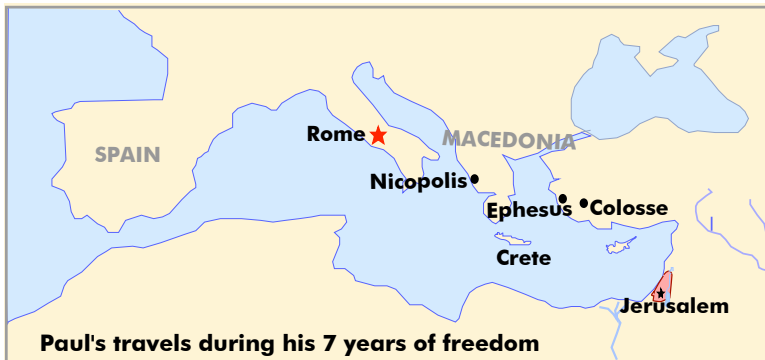 Rome
MACEDONIA
SPAIN
Nicopolis
Ephesus
Colosse
Crete
Jerusalem
Paul's travels during his 7 years of freedom